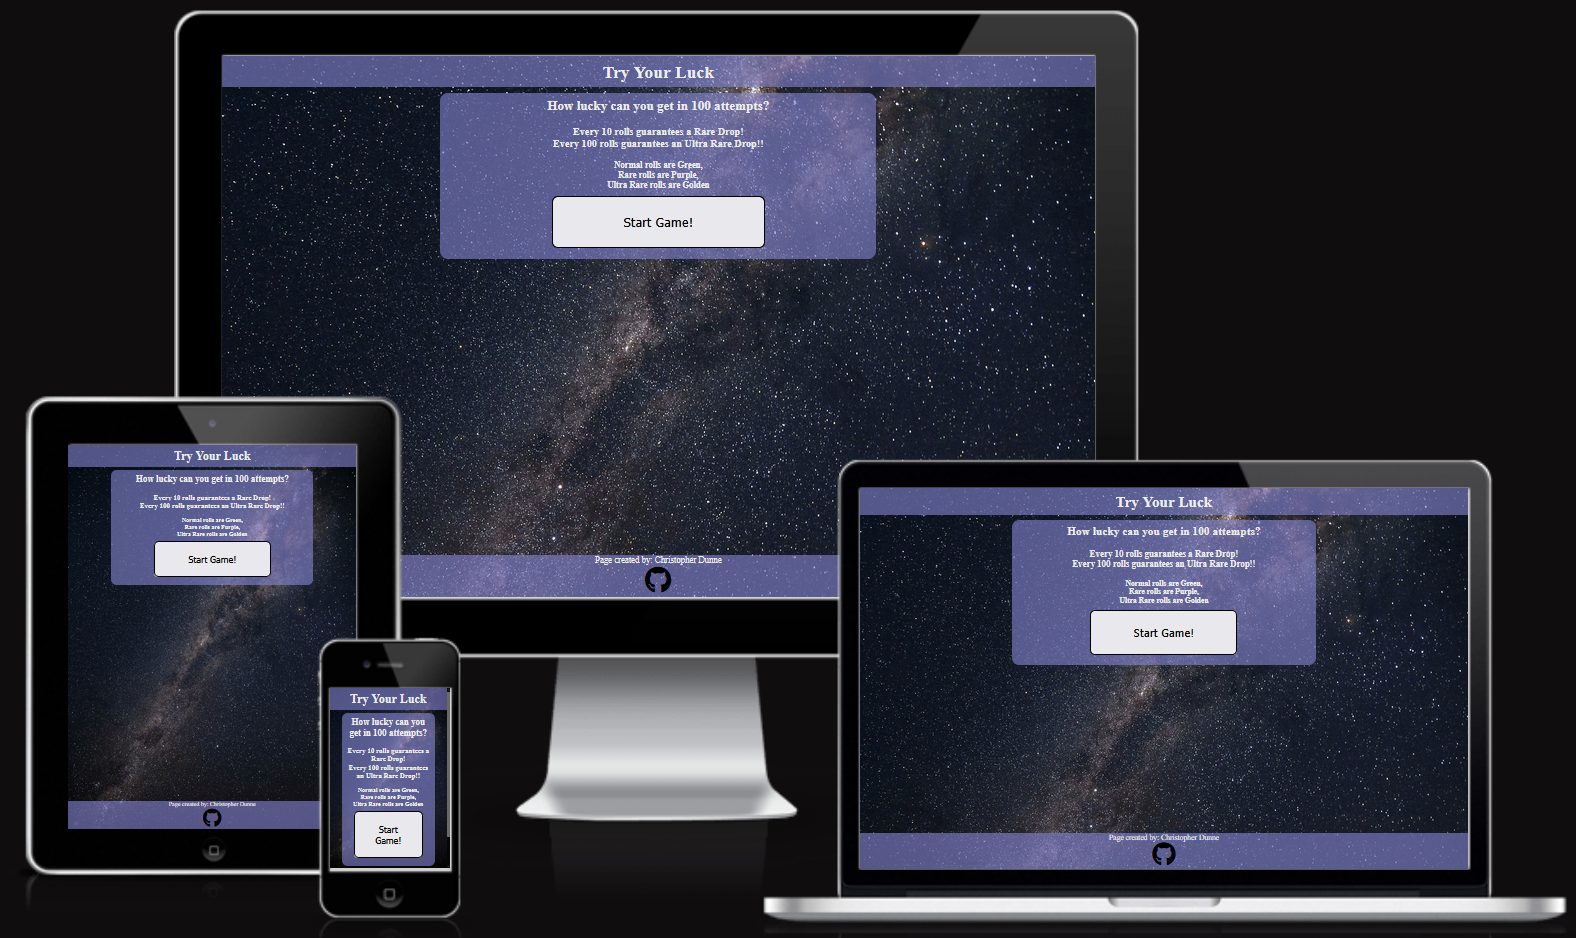 Try Your Luck
How lucky can you get in 100 attempts?
Every 10 rolls guarantees a Rare Drop!
Every 100 rolls guarantees an Ultra Rare Drop!!
Normal rolls are Green,
Rare rolls are Purple,
Ultra Rare rolls are Golden
Start Game!
Page created by: Christopher Dunne
Try Your Luck
How lucky can you get in 100 attempts?
Every 10 rolls guarantees a Rare Drop!
Every 100 rolls guarantees an Ultra Rare Drop!!
Normal rolls are Green,
Rare rolls are Purple,
Ultra Rare rolls are Golden
Start Game!
Page created by: Christopher Dunne
Try Your Luck
How lucky can you
get in 100 attempts?
Every 10 rolls guarantees a
Rare Drop!
Every 100 rolls guarantees
an Ultra Rare Drop!!
Normal rolls are Green,
Rare rolls are Purple,
Ultra Rare rolls are Golden
Start
Game!
Try Your Luck
How lucky can you get in 100 attempts?
Every 10 rolls guarantees a Rare Drop!
Every 100 rolls guarantees an Ultra Rare Drop!!
Normal rolls are Green,
Rare rolls are Purple,
Ultra Rare rolls are Golden
Start Game!
Page created by: Christopher Dunne